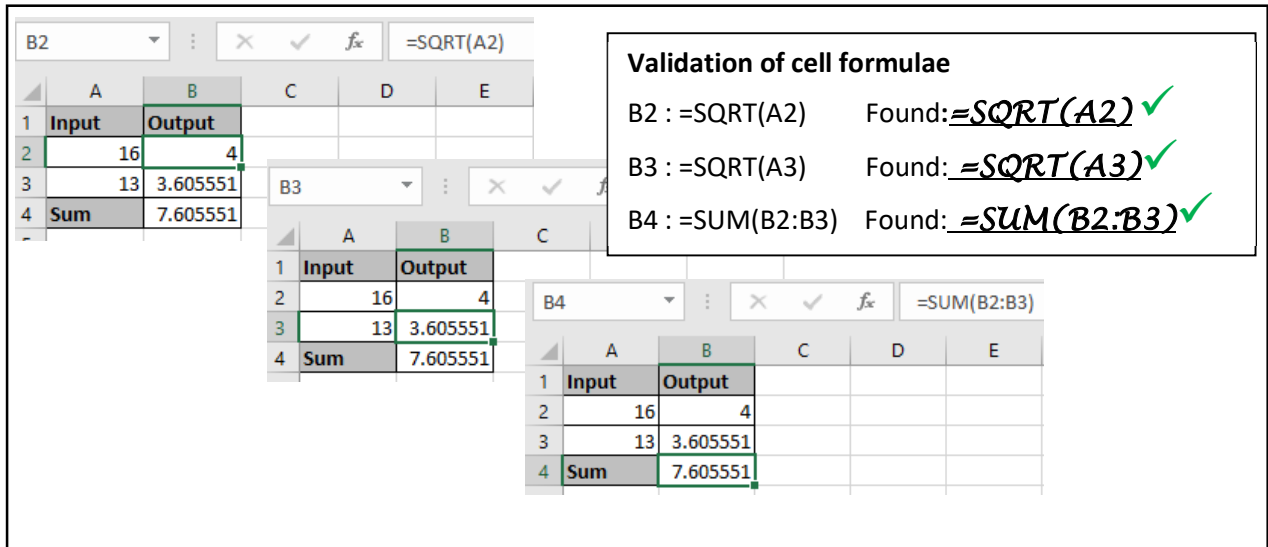 B2 fx =SQRT(A2)
A B C D E
1 Input Output
2 16 4
3 13 3.605551
4 Sum 7.605551
B3
A B C
1 Input Output
2 16 4
3 13 3.605551
4 Sum 7.605551
B4 fx =SUM(B2:B3)
A B C D E
1 Input Output
2 16 4
3 13 3.605551
4 Sum 7.605551
Validation of cell formulae
B2 : =SQRT(A2) Found:=SQRT(A2) ✓
B3 : =SQRT(A3) Found: =SQRT(A3) ✓
B4 : =SUM(B2:B3) Found: =SUM(B2:B3) ✓